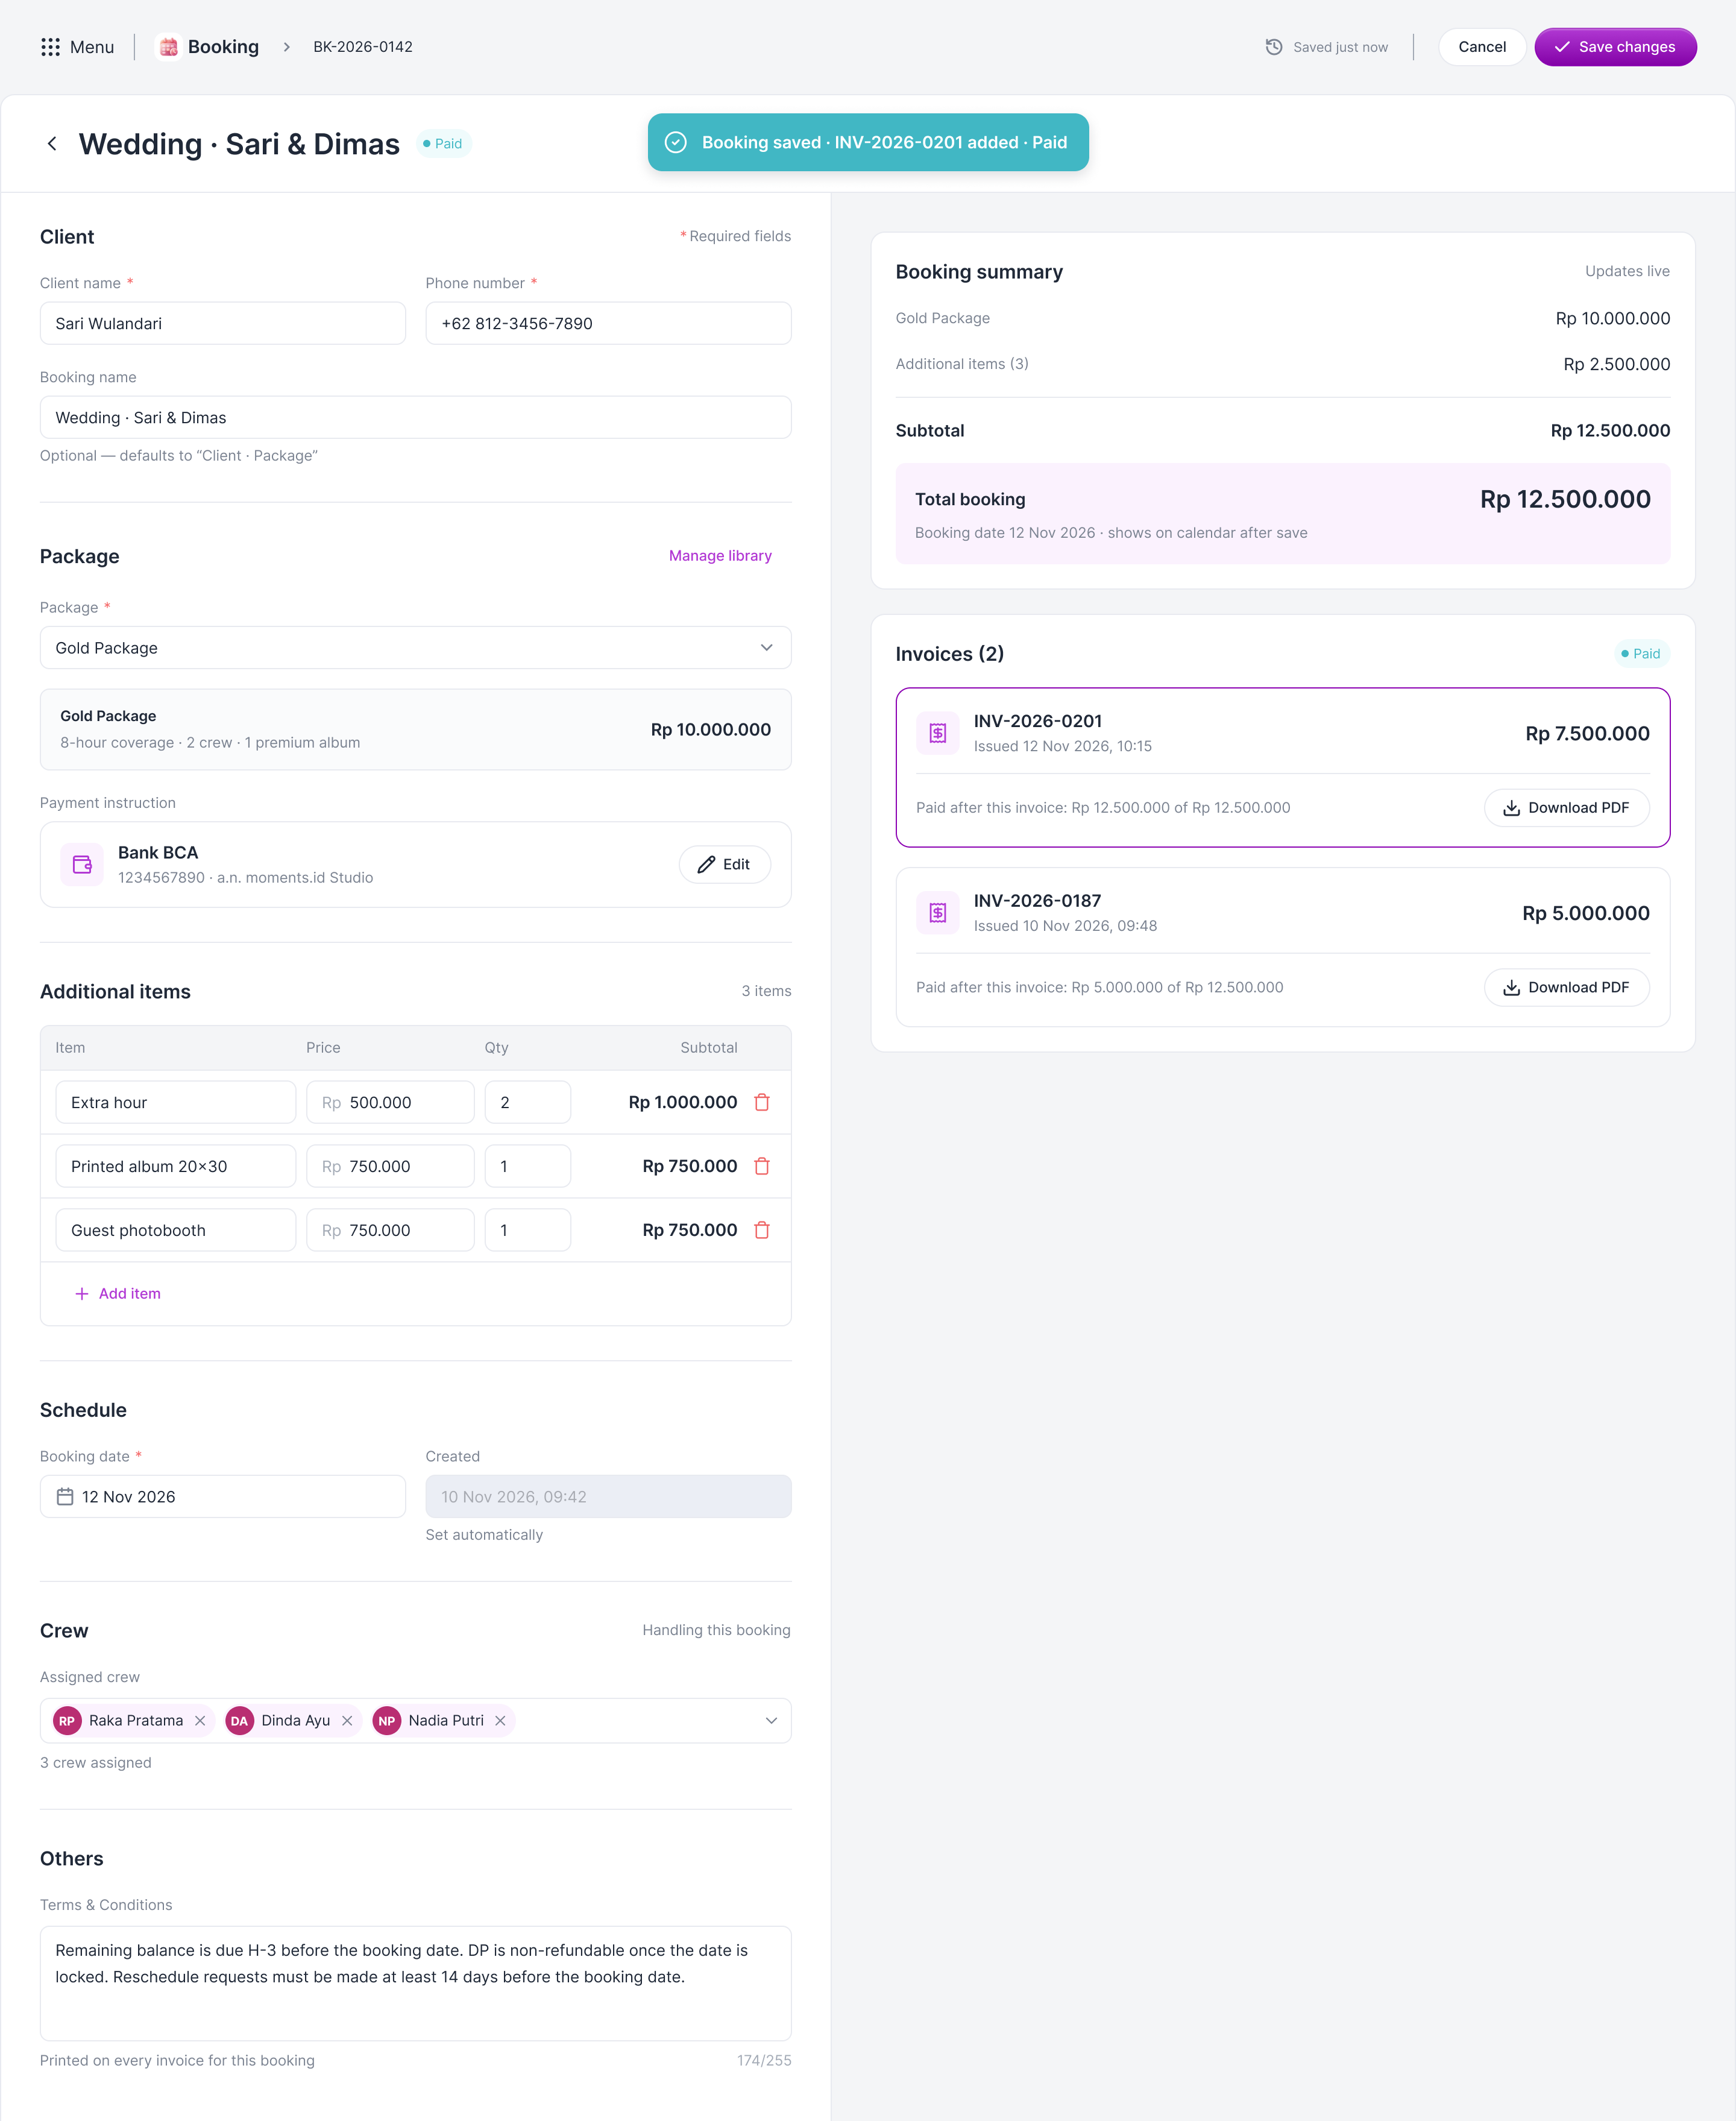 Menu
Booking
BK-2026-0142
Saved just now
Cancel
Save changes
Wedding · Sari & Dimas
Paid
Booking saved · INV-2026-0201 added · Paid
Client
* Required fields
Client name *
Phone number *
Sari Wulandari
+62 812-3456-7890
Booking name
Wedding · Sari & Dimas
Optional — defaults to “Client · Package”
Package
Manage library
Package *
Gold Package
Gold Package
8-hour coverage · 2 crew · 1 premium album
Rp 10.000.000
Payment instruction
Bank BCA
1234567890 · a.n. moments.id Studio
Edit
Additional items
3 items
Item Price Qty Subtotal
Extra hour Rp 500.000 2 Rp 1.000.000
Printed album 20×30 Rp 750.000 1 Rp 750.000
Guest photobooth Rp 750.000 1 Rp 750.000
Add item
Schedule
Booking date *
Created
12 Nov 2026
10 Nov 2026, 09:42
Set automatically
Crew
Handling this booking
Assigned crew
RP Raka Pratama DA Dinda Ayu NP Nadia Putri
3 crew assigned
Others
Terms & Conditions
Remaining balance is due H-3 before the booking date. DP is non-refundable once the date is
locked. Reschedule requests must be made at least 14 days before the booking date.
Printed on every invoice for this booking
174/255
Booking summary
Updates live
Gold Package Rp 10.000.000
Additional items (3) Rp 2.500.000
Subtotal Rp 12.500.000
Total booking Rp 12.500.000
Booking date 12 Nov 2026 · shows on calendar after save
Invoices (2)
Paid
INV-2026-0201
Issued 12 Nov 2026, 10:15
Rp 7.500.000
Paid after this invoice: Rp 12.500.000 of Rp 12.500.000
Download PDF
INV-2026-0187
Issued 10 Nov 2026, 09:48
Rp 5.000.000
Paid after this invoice: Rp 5.000.000 of Rp 12.500.000
Download PDF